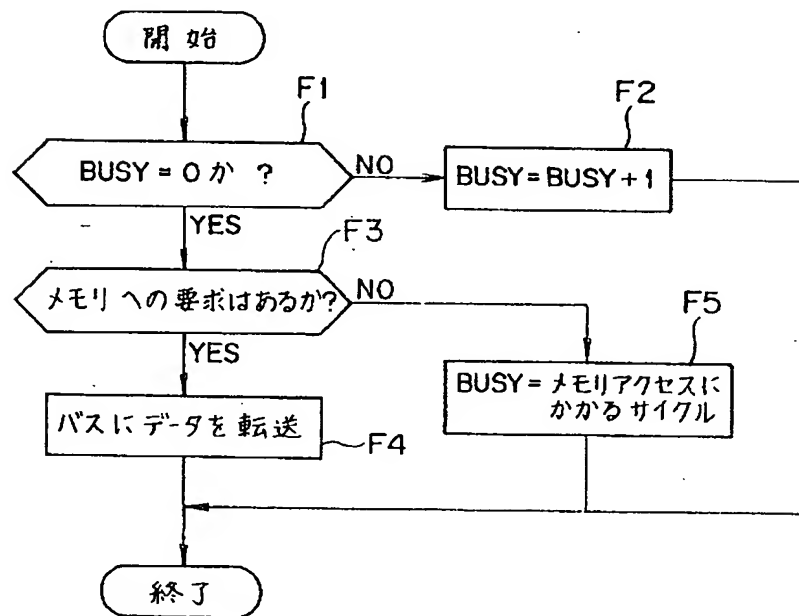 開始
F1
BUSY=0か ?
NO
F2
BUSY=BUSY+1
YES
F3
メモリへの要求はあるか?
NO
F5
BUSY=メモリアクセスに
かかるサイクル
YES
バスにデータを転送
F4
終了